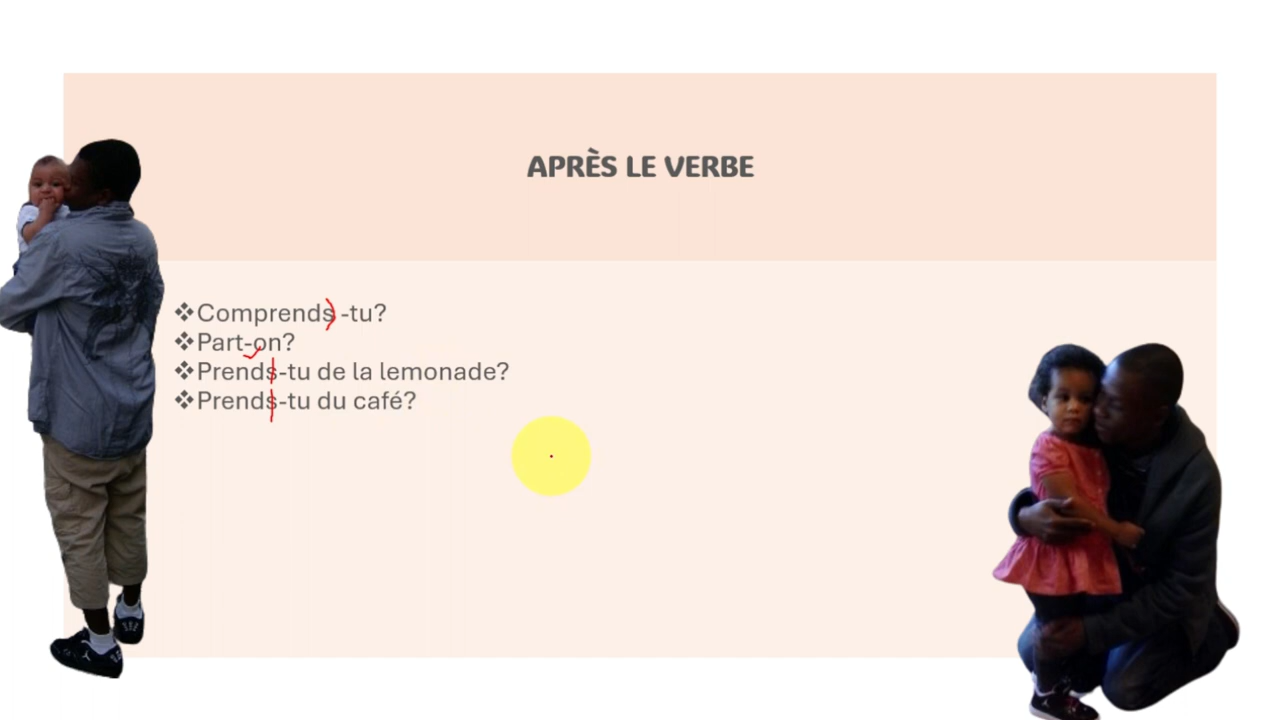 APRÈS LE VERBE
❖Comprends -tu?
❖Part-on?
❖Prends-tu de la lemonade?
❖Prends-tu du café?